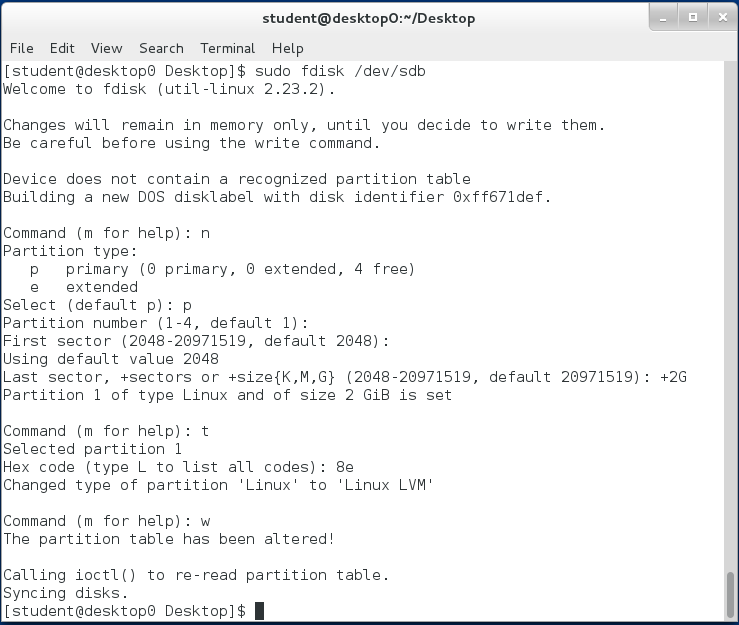 student@desktop0:~/Desktop
File Edit View Search Terminal Help
[student@desktop0 Desktop]$ sudo fdisk /dev/sdb
Welcome to fdisk (util-linux 2.23.2).
Changes will remain in memory only, until you decide to write them.
Be careful before using the write command.
Device does not contain a recognized partition table
Building a new DOS disklabel with disk identifier 0xff671def.
Command (m for help): n
Partition type:
   p   primary (0 primary, 0 extended, 4 free)
   e   extended
Select (default p): p
Partition number (1-4, default 1):
First sector (2048-20971519, default 2048):
Using default value 2048
Last sector, +sectors or +size{K,M,G} (2048-20971519, default 20971519): +2G
Partition 1 of type Linux and of size 2 GiB is set
Command (m for help): t
Selected partition 1
Hex code (type L to list all codes): 8e
Changed type of partition 'Linux' to 'Linux LVM'
Command (m for help): w
The partition table has been altered!
Calling ioctl() to re-read partition table.
Syncing disks.
[student@desktop0 Desktop]$